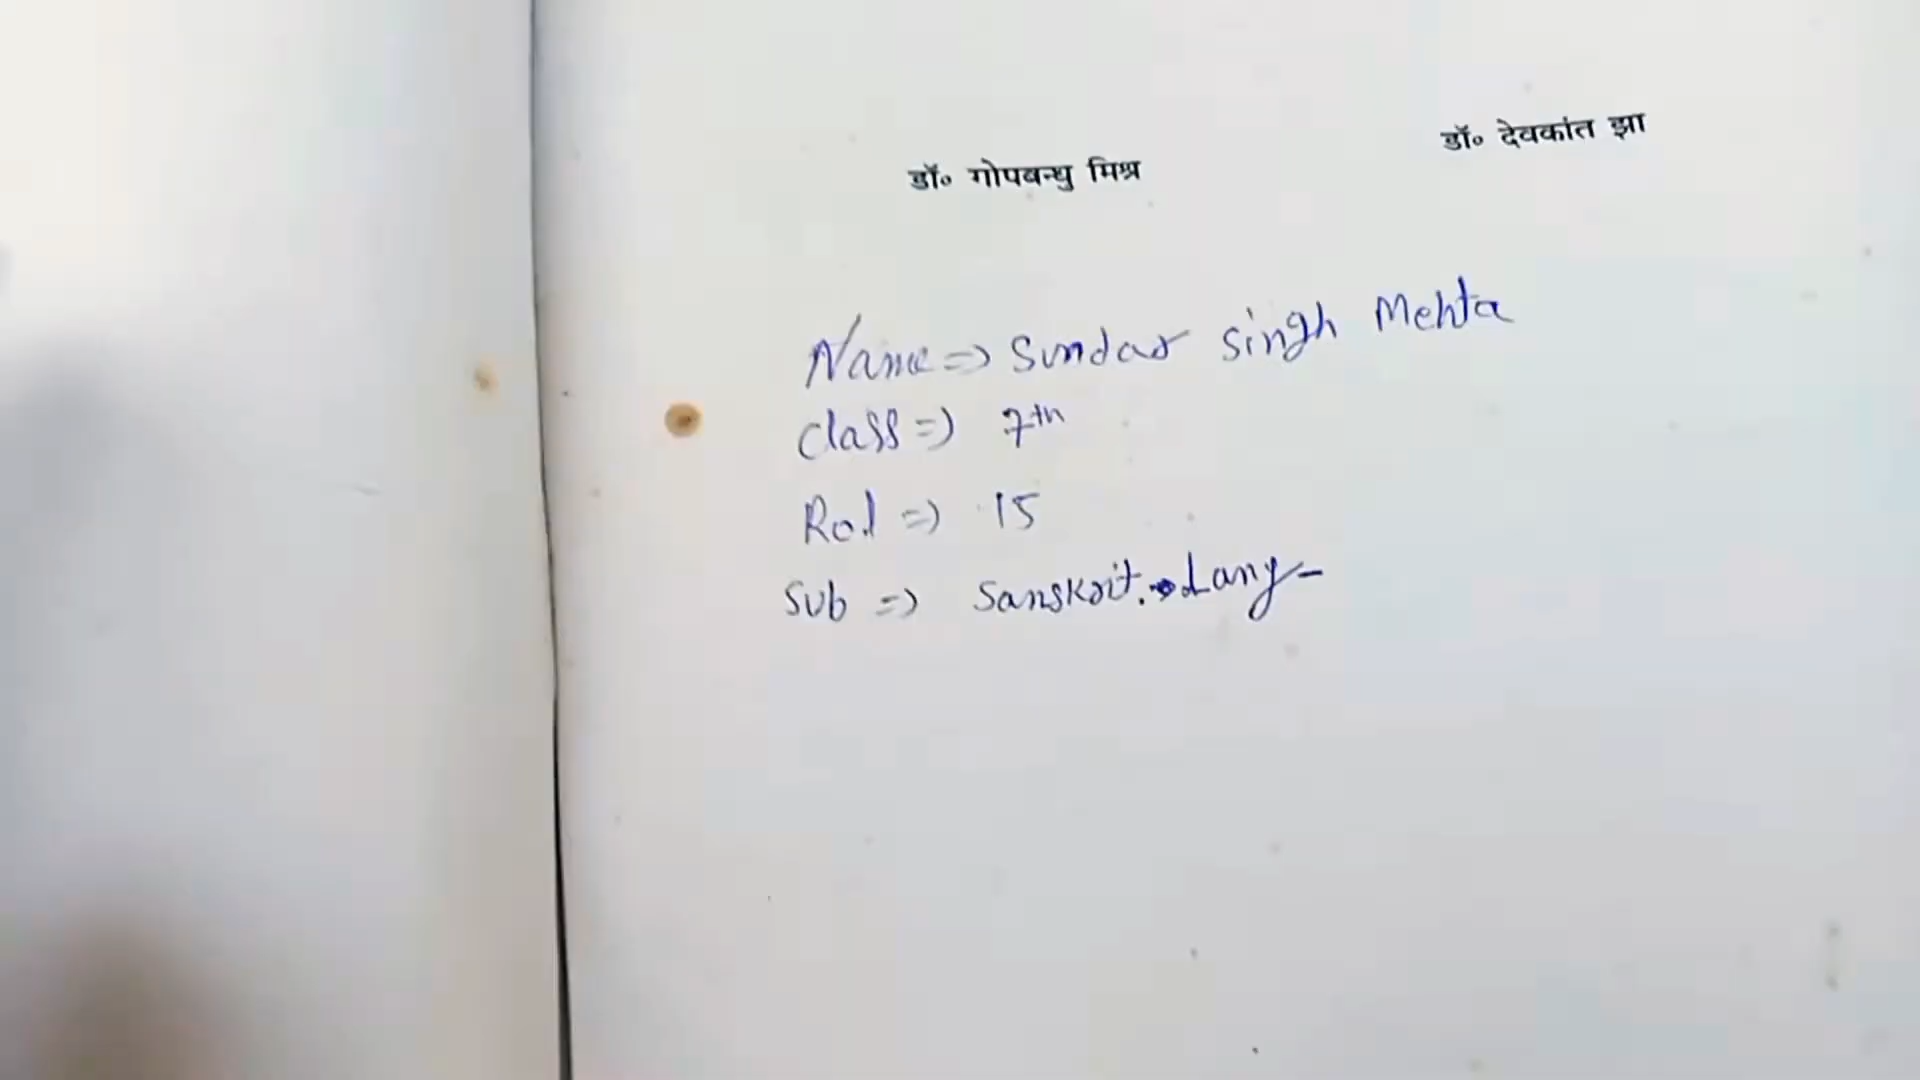 डॉ० गोपबन्धु मिश्र डॉ० देवकांत झा
Name => Sundar Singh Mehta
class => 7th
Rol => 15
Sub => Sanskrit. Lang -